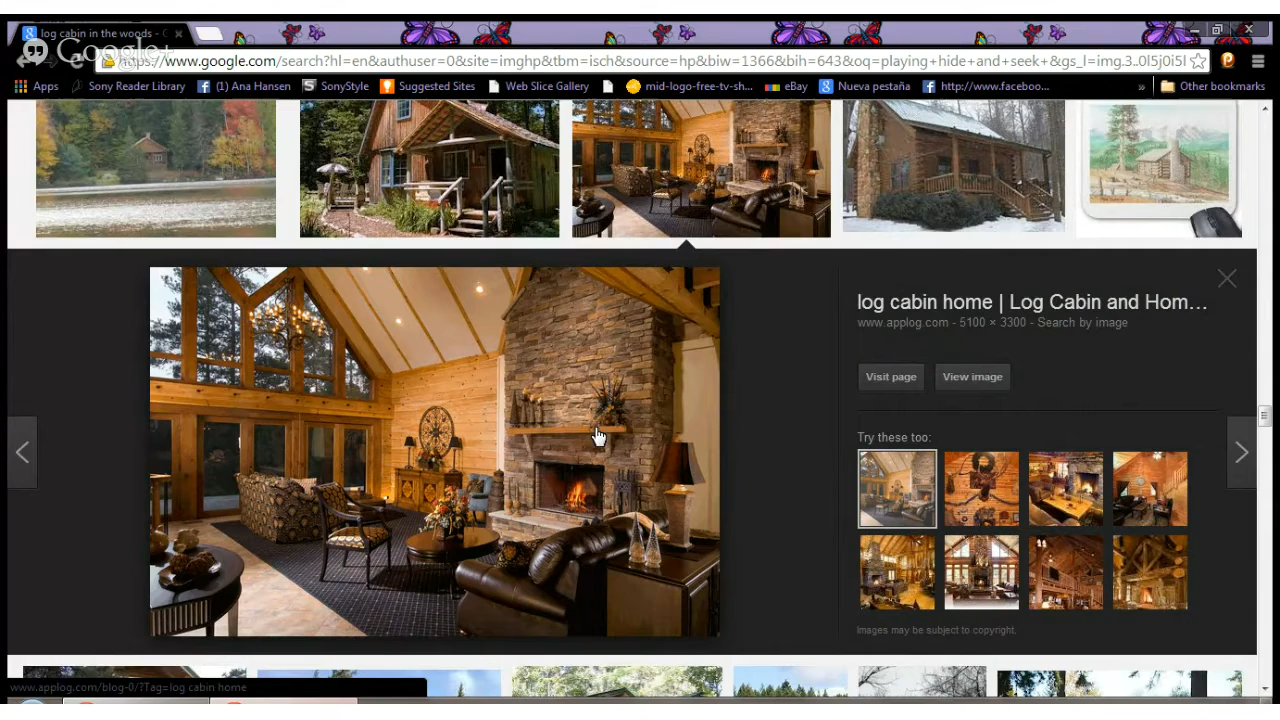 log cabin in the woods - G
Google+
https://www.google.com/search?hl=en&authuser=0&site=imghp&tbm=isch&source=hp&biw=1366&bih=643&oq=playing+hide+and+seek+&gs_l=img.3..0l5j0i5l
Apps Sony Reader Library (1) Ana Hansen SonyStyle Suggested Sites Web Slice Gallery mid-logo-free-tv-sh... eBay Nueva pestaña http://www.faceboo... » Other bookmarks
log cabin home | Log Cabin and Hom...
www.applog.com - 5100 × 3300 - Search by image
Visit page View image
Try these too:
Images may be subject to copyright.
www.applog.com/blog-0/?Tag=log cabin home